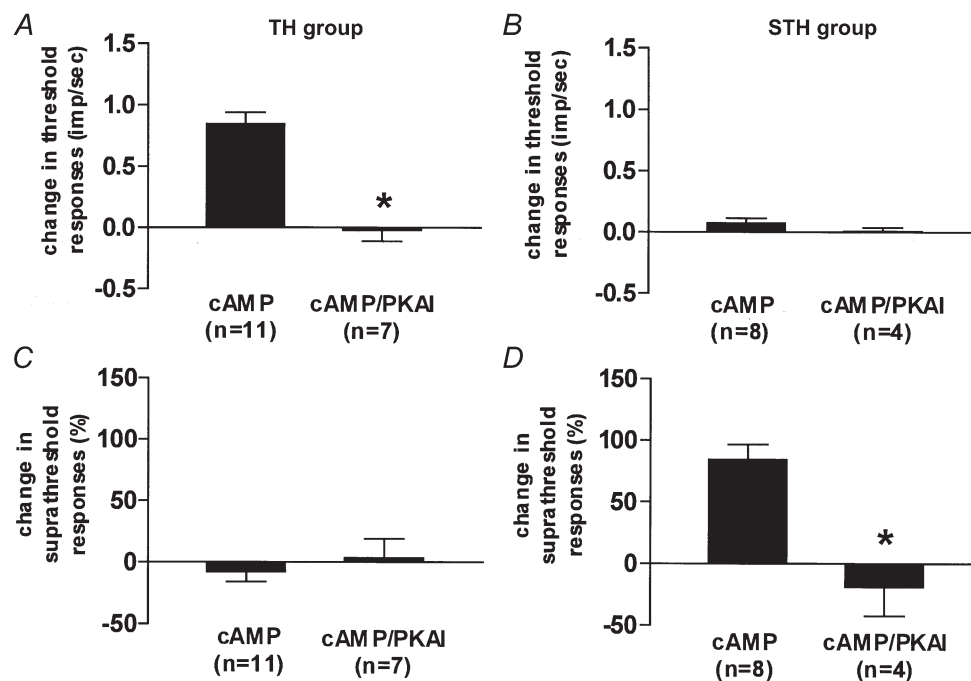 A
TH group
change in threshold
responses (imp/sec)
1.5
1.0
0.5
0.0
-0.5
*
cAMP
(n=11)
cAMP/PKAI
(n=7)
B
STH group
change in threshold
responses (imp/sec)
1.5
1.0
0.5
0.0
-0.5
cAMP
(n=8)
cAMP/PKAI
(n=4)
C
change in
suprathreshold
responses (%)
150
100
50
0
-50
cAMP
(n=11)
cAMP/PKAI
(n=7)
D
change in
suprathreshold
responses (%)
150
100
50
0
-50
*
cAMP
(n=8)
cAMP/PKAI
(n=4)